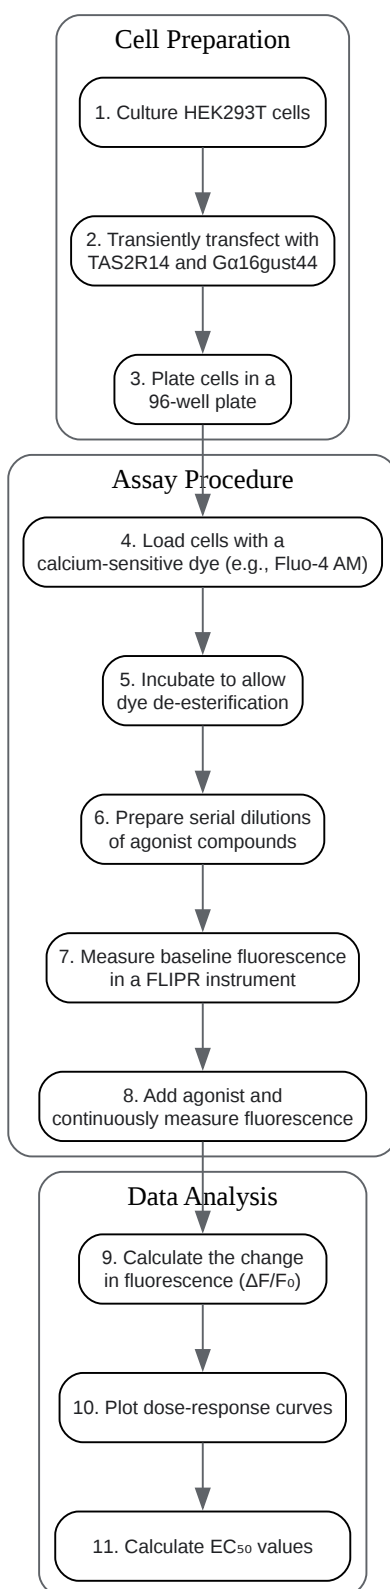 Cell Preparation
1. Culture HEK293T cells
2. Transiently transfect with
TAS2R14 and Gα16gust44
3. Plate cells in a
96-well plate
Assay Procedure
4. Load cells with a
calcium-sensitive dye (e.g., Fluo-4 AM)
5. Incubate to allow
dye de-esterification
6. Prepare serial dilutions
of agonist compounds
7. Measure baseline fluorescence
in a FLIPR instrument
8. Add agonist and
continuously measure fluorescence
Data Analysis
9. Calculate the change
in fluorescence (ΔF/F₀)
10. Plot dose-response curves
11. Calculate EC₅₀ values